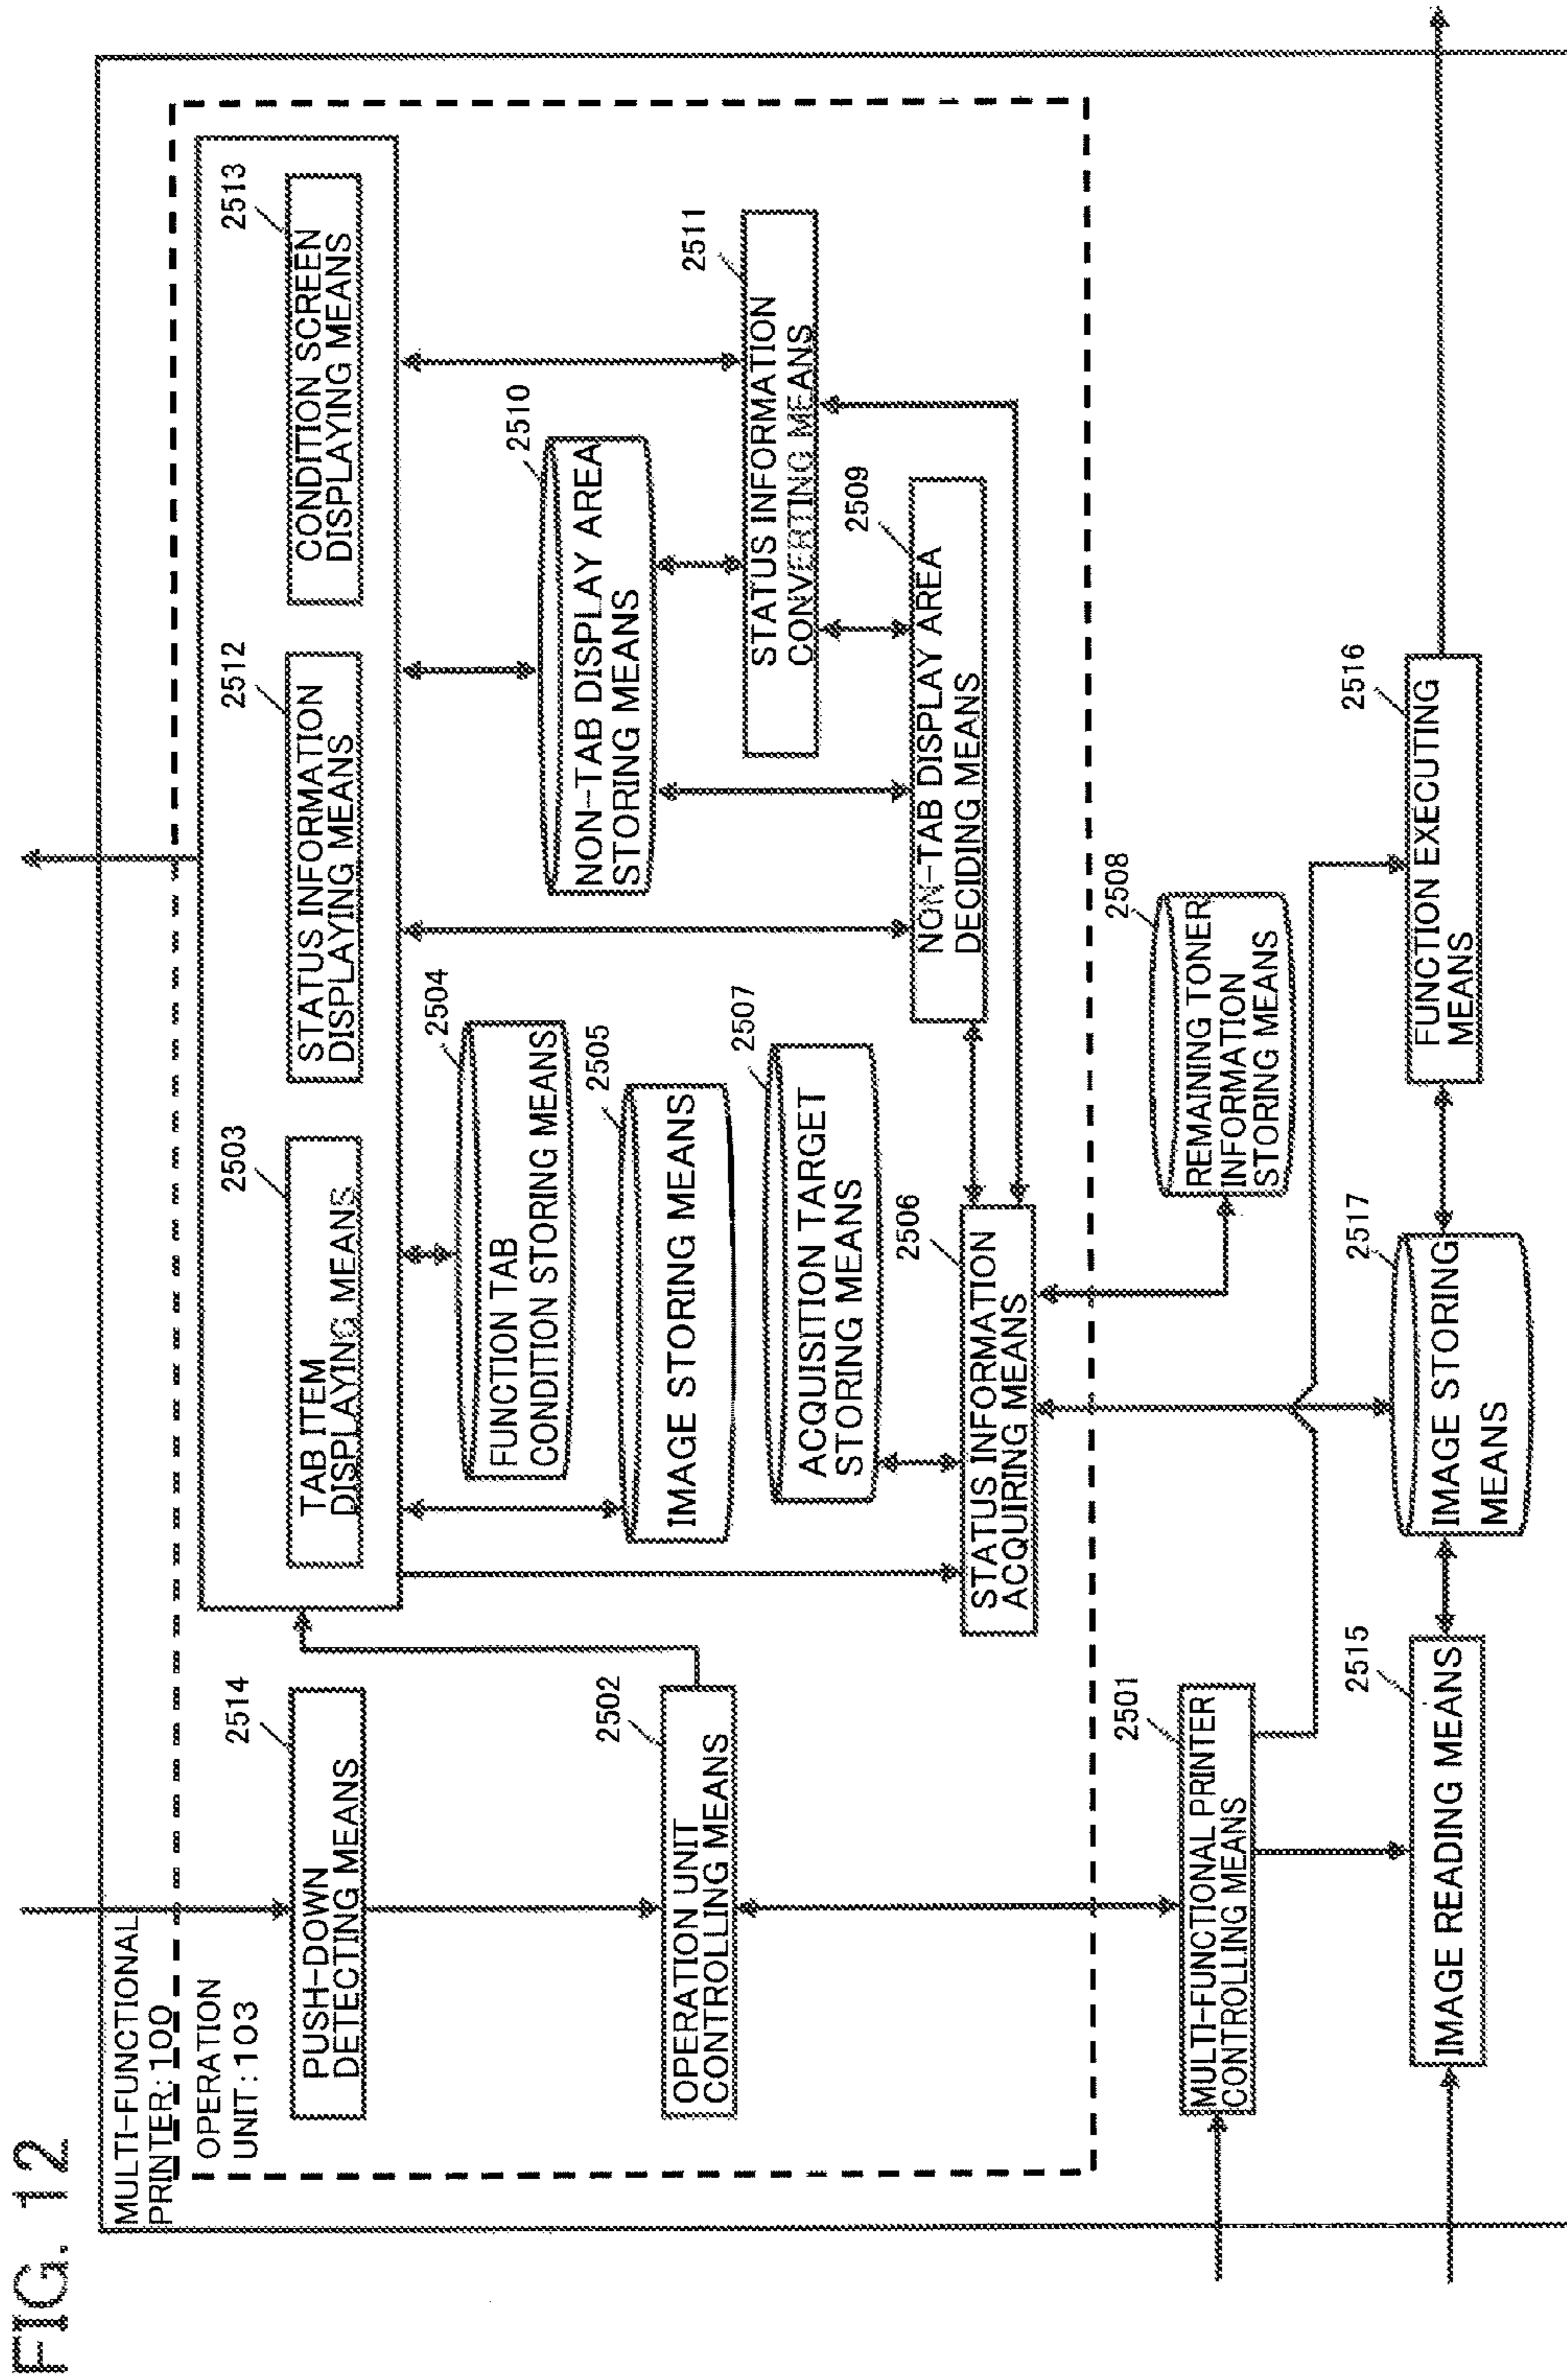 FIG. 12
MULTI-FUNCTIONAL
PRINTER:100
OPERATION
UNIT:103
2514
PUSH-DOWN
DETECTING MEANS
2503
TAB ITEM
DISPLAYING MEANS
2512
STATUS INFORMATION
DISPLAYING MEANS
2513
CONDITION SCREEN
DISPLAYING MEANS
2504
FUNCTION TAB
CONDITION STORING MEANS
2505
IMAGE STORING MEANS
2510
NON-TAB DISPLAY AREA
STORING MEANS
2502
OPERATION UNIT
CONTROLLING MEANS
2507
ACQUISITION TARGET
STORING MEANS
2511
STATUS INFORMATION
CONVERTING MEANS
2506
STATUS INFORMATION
ACQUIRING MEANS
2509
NON-TAB DISPLAY AREA
DECIDING MEANS
2501
MULTI-FUNCTIONAL PRINTER
CONTROLLING MEANS
2508
REMAINING TONER
INFORMATION
STORING MEANS
2515
IMAGE READING MEANS
2517
IMAGE STORING
MEANS
2516
FUNCTION EXECUTING
MEANS